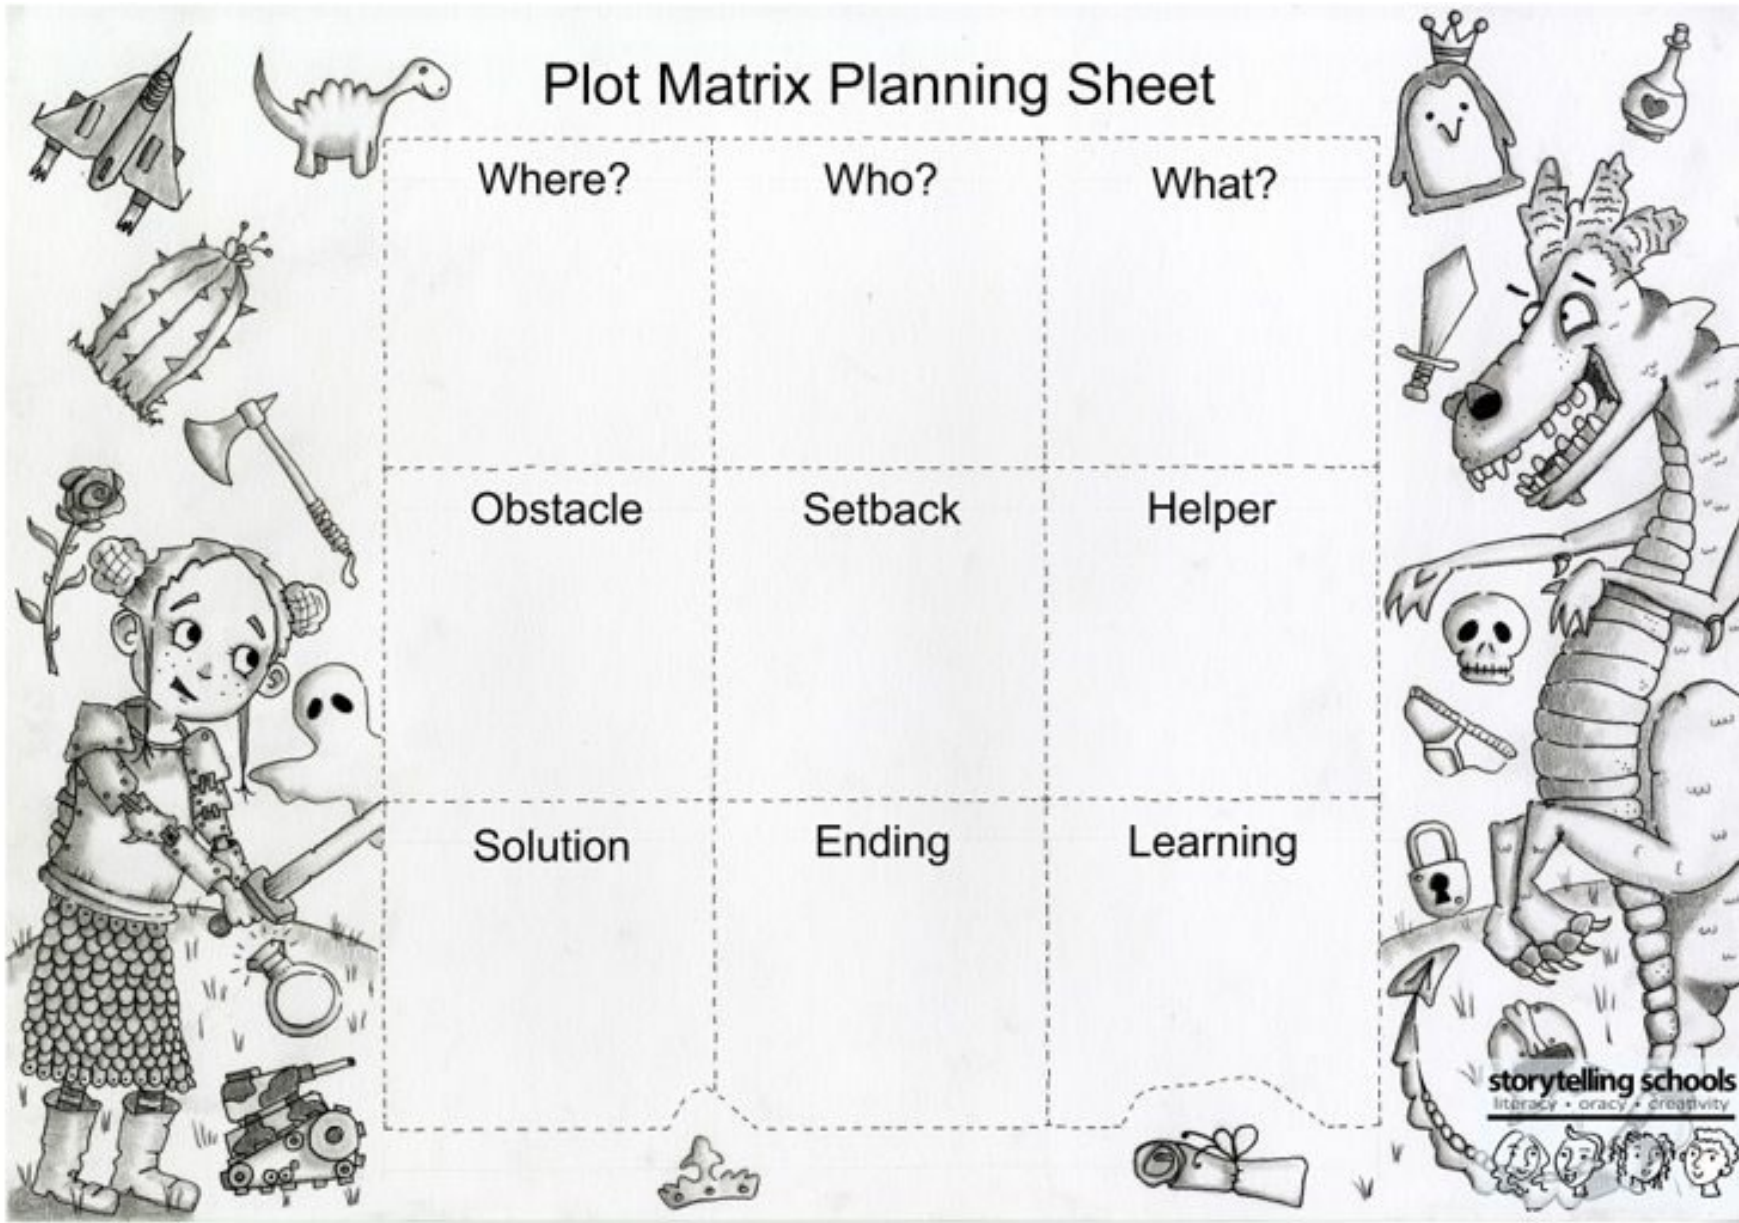 Plot Matrix Planning Sheet
Where? Who? What?
Obstacle Setback Helper
Solution Ending Learning
storytelling schools
literacy • oracy • creativity